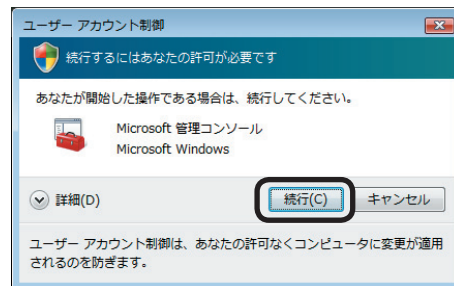 ユーザー アカウント制御
続行するにはあなたの許可が必要です
あなたが開始した操作である場合は、続行してください。
Microsoft 管理コンソール
Microsoft Windows
詳細(D)
続行(C)
キャンセル
ユーザー アカウント制御は、あなたの許可なくコンピュータに変更が適用
されるのを防ぎます。